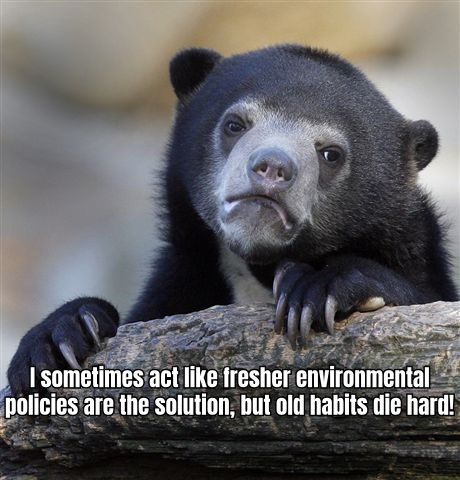 I sometimes act like fresher environmental
policies are the solution, but old habits die hard!